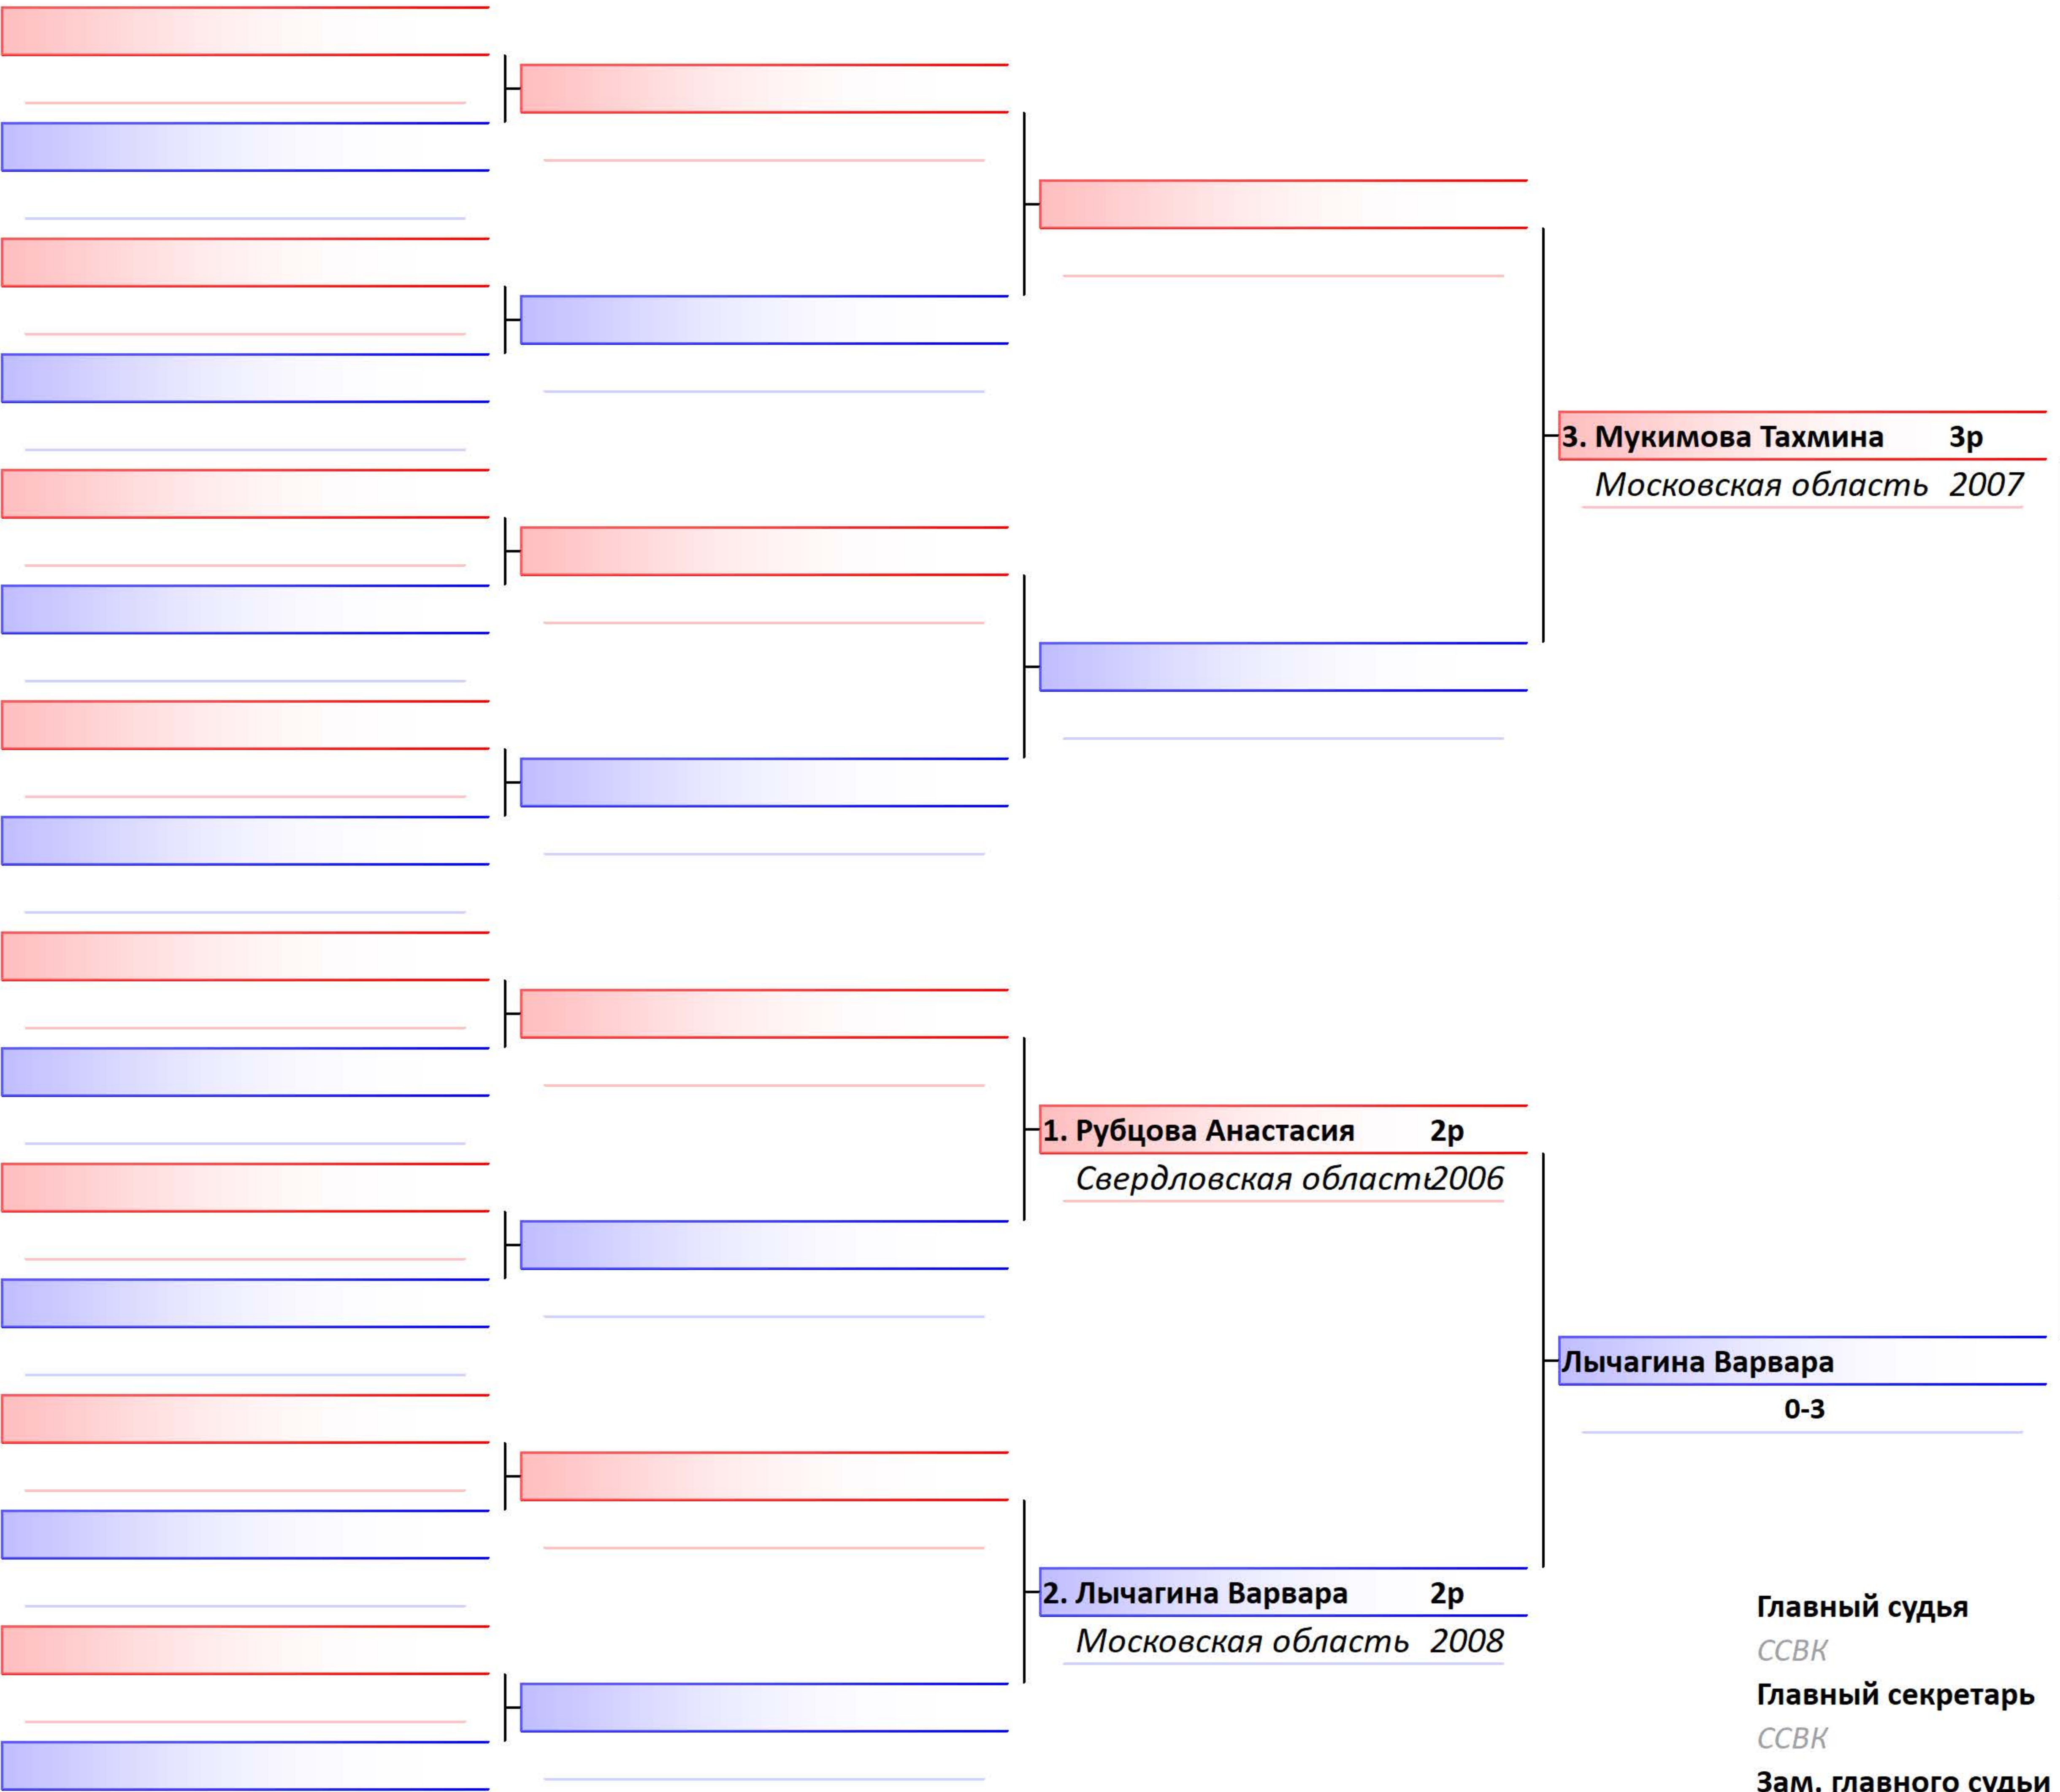 3. Мукимова Тахмина 3р
Московская область 2007
1. Рубцова Анастасия 2р
Свердловская область 2006
Лычагина Варвара
0-3
2. Лычагина Варвара 2р
Московская область 2008
Главный судья
ССВК
Главный секретарь
ССВК
Зам. главного судьи